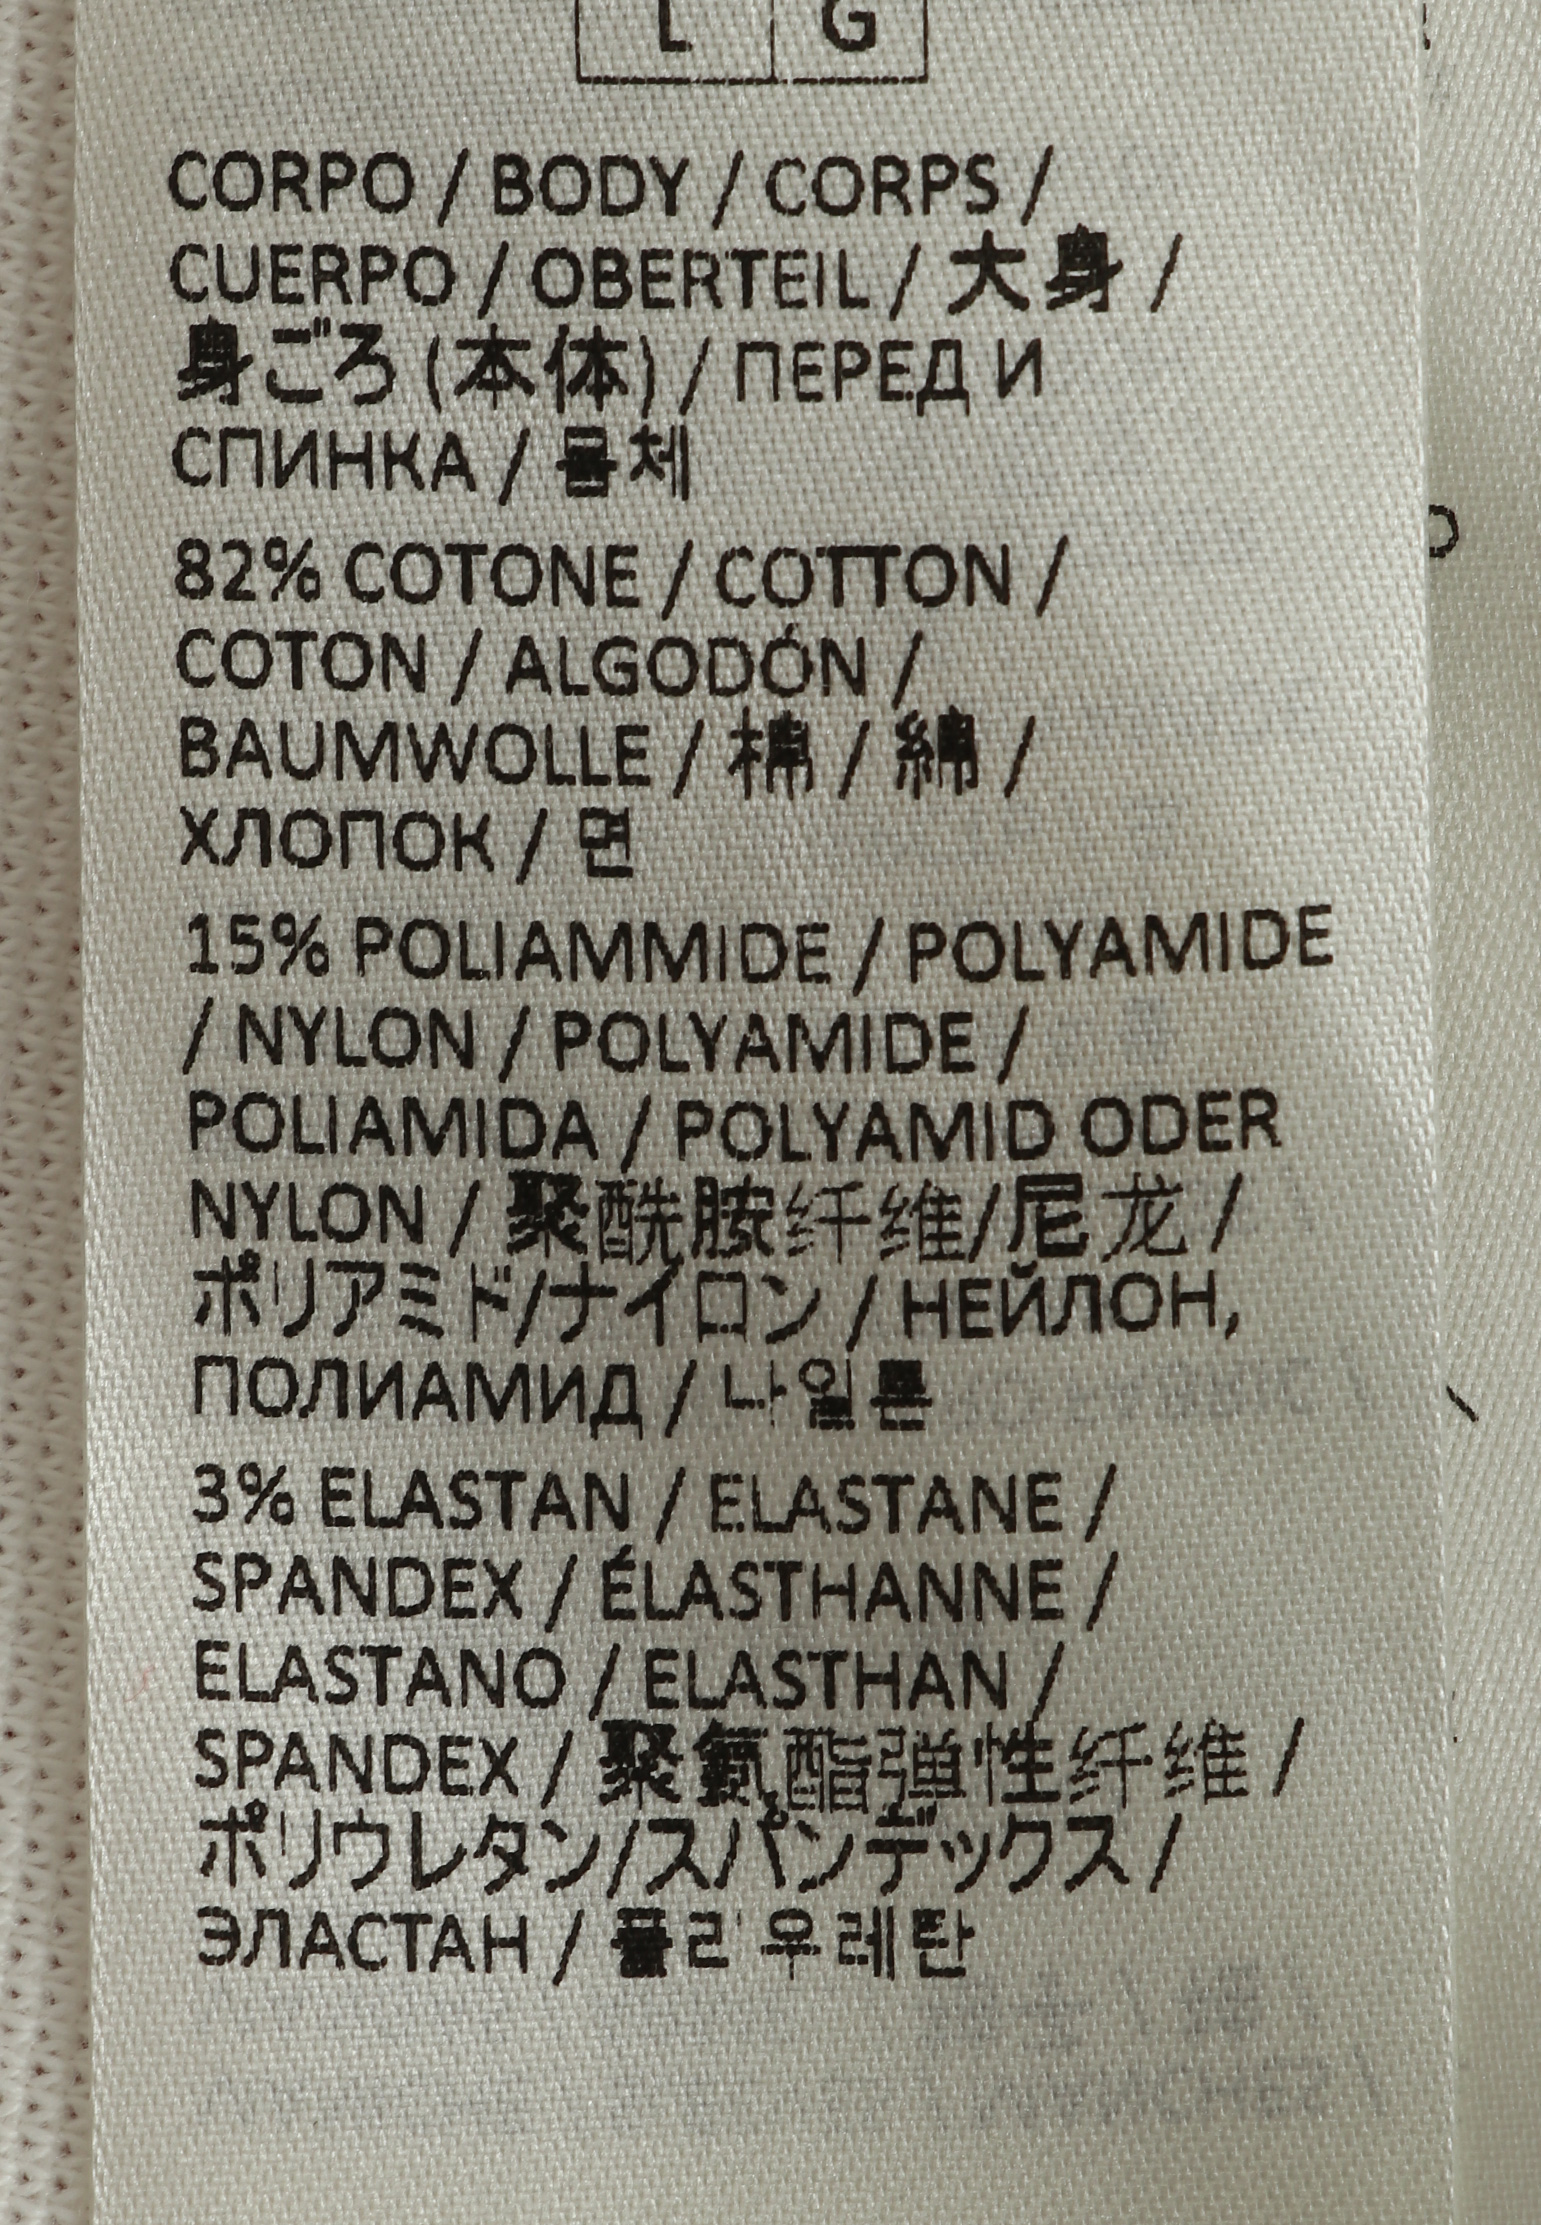 L G
CORPO / BODY / CORPS /
CUERPO / OBERTEIL / 大身 /
身ごろ (本体) / ПЕРЕД И
СПИНКА / 몸체
82% COTONE / COTTON /
COTON / ALGODÓN /
BAUMWOLLE / 棉 / 綿 /
ХЛОПОК / 면
15% POLIAMMIDE / POLYAMIDE
/ NYLON / POLYAMIDE /
POLIAMIDA / POLYAMID ODER
NYLON / 聚酰胺纤维/尼龙 /
ポリアミド/ナイロン / НЕЙЛОН,
ПОЛИАМИД / 나일론
3% ELASTAN / ELASTANE /
SPANDEX / ÉLASTHANNE /
ELASTANO / ELASTHAN /
SPANDEX / 聚氨酯弹性纤维 /
ポリウレタン/スパンデックス /
ЭЛАСТАН / 폴리우레탄